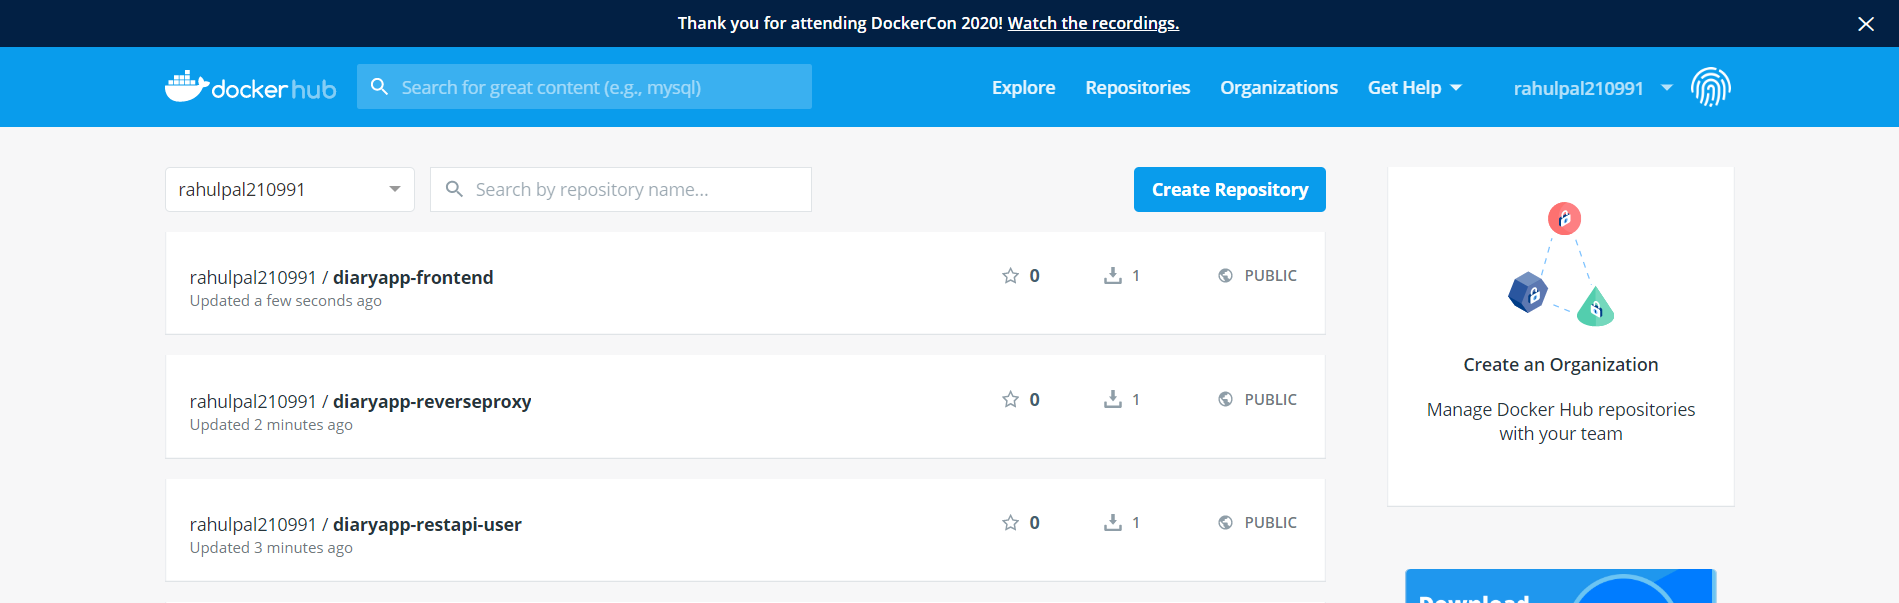 Thank you for attending DockerCon 2020! Watch the recordings.
docker hub
Search for great content (e.g., mysql)
Explore
Repositories
Organizations
Get Help
rahulpal210991
rahulpal210991
Search by repository name...
Create Repository
rahulpal210991 / diaryapp-frontend
Updated a few seconds ago
0
1
PUBLIC
rahulpal210991 / diaryapp-reverseproxy
Updated 2 minutes ago
0
1
PUBLIC
rahulpal210991 / diaryapp-restapi-user
Updated 3 minutes ago
0
1
PUBLIC
Create an Organization
Manage Docker Hub repositories
with your team
Download